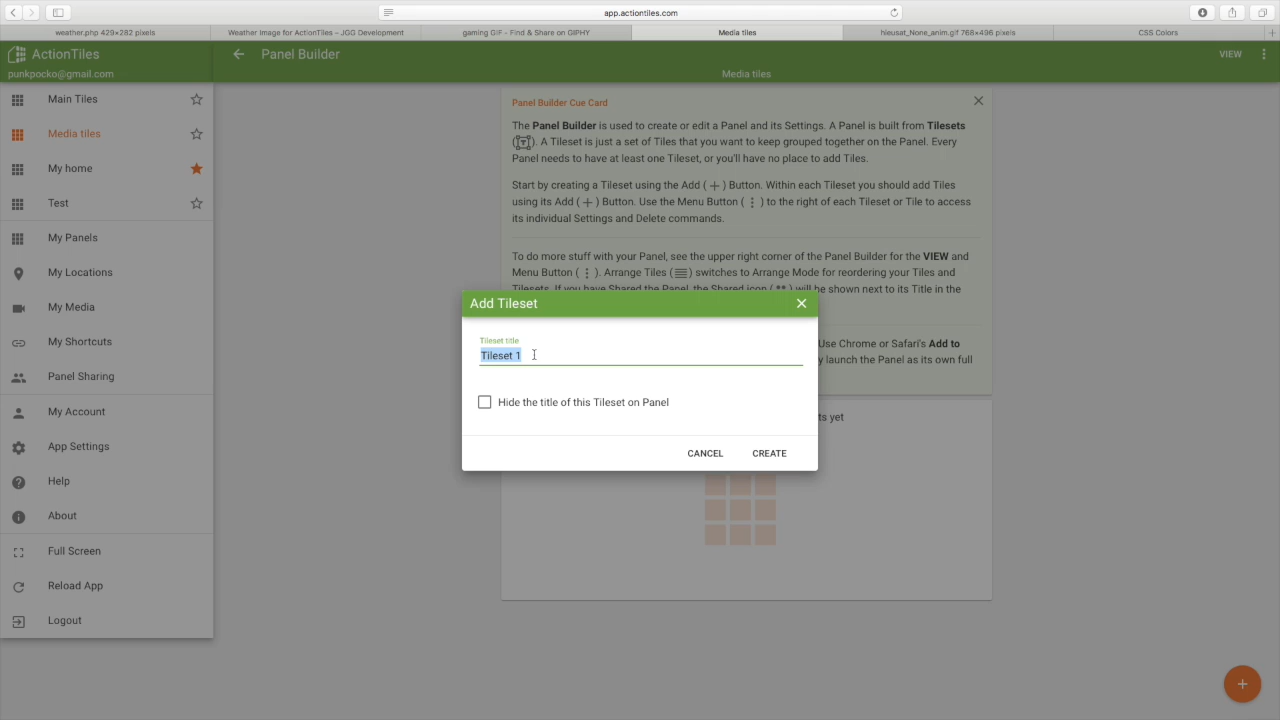 app.actiontiles.com
weather.php 429×282 pixels
Weather Image for ActionTiles – JGG Development
gaming GIF - Find & Share on GIPHY
Media tiles
hieusat_None_anim.gif 768×496 pixels
CSS Colors
ActionTiles
punkpocko@gmail.com
Panel Builder
VIEW
Media tiles
Main Tiles
Media tiles
My home
Test
My Panels
My Locations
My Media
My Shortcuts
Panel Sharing
My Account
App Settings
Help
About
Full Screen
Reload App
Logout
Panel Builder Cue Card
The Panel Builder is used to create or edit a Panel and its Settings. A Panel is built from Tilesets
(T). A Tileset is just a set of Tiles that you want to keep grouped together on the Panel. Every
Panel needs to have at least one Tileset, or you'll have no place to add Tiles.
Start by creating a Tileset using the Add ( + ) Button. Within each Tileset you should add Tiles
using its Add ( + ) Button. Use the Menu Button ( ⋮ ) to the right of each Tileset or Tile to access
its individual Settings and Delete commands.
To do more stuff with your Panel, see the upper right corner of the Panel Builder for the VIEW and
Menu Button ( ⋮ ). Arrange Tiles (≡) switches to Arrange Mode for reordering your Tiles and
Tilesets. If you have Shared the Panel, the Shared icon ( ) will be shown next to its Title in the
Use Chrome or Safari's Add to
launch the Panel as its own full
ts yet
Add Tileset
Tileset title
Tileset 1
Hide the title of this Tileset on Panel
CANCEL
CREATE